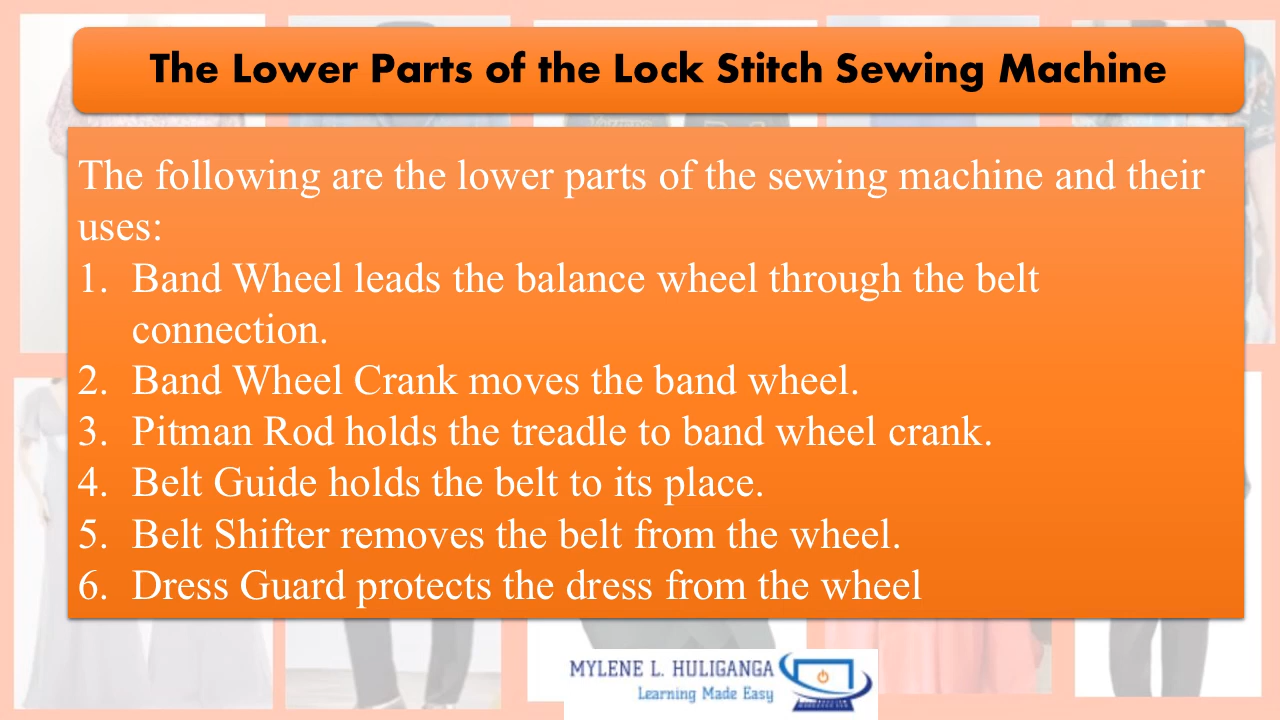 The Lower Parts of the Lock Stitch Sewing Machine
The following are the lower parts of the sewing machine and their
uses:
1. Band Wheel leads the balance wheel through the belt
connection.
2. Band Wheel Crank moves the band wheel.
3. Pitman Rod holds the treadle to band wheel crank.
4. Belt Guide holds the belt to its place.
5. Belt Shifter removes the belt from the wheel.
6. Dress Guard protects the dress from the wheel
MYLENE L. HULIGANGA
Learning Made Easy